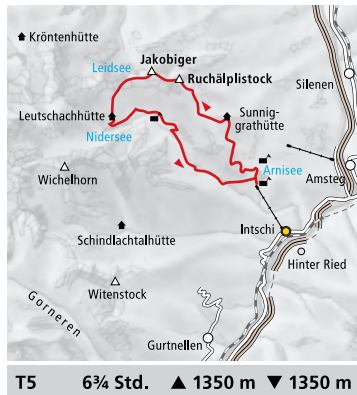 Kröntenhütte
Jakobiger
Leidsee
Ruchälplistock
Silenen
Leutschachhütte
Sunnig-
grathütte
Nidersee
Arnisee
Wichelhorn
Amsteg
Intschi
Schindlachtalhütte
Hinter Ried
Witenstock
Gorneren
Gurtnellen
T5 6¾ Std. ▲ 1350 m ▼ 1350 m